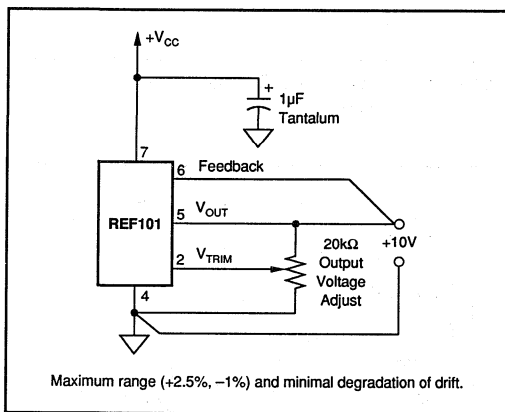 +VCC
+
1µF
Tantalum
7
6 Feedback
REF101
5 VOUT
20kΩ
+10V
Output
2 VTRIM
Voltage
Adjust
4
Maximum range (+2.5%, –1%) and minimal degradation of drift.